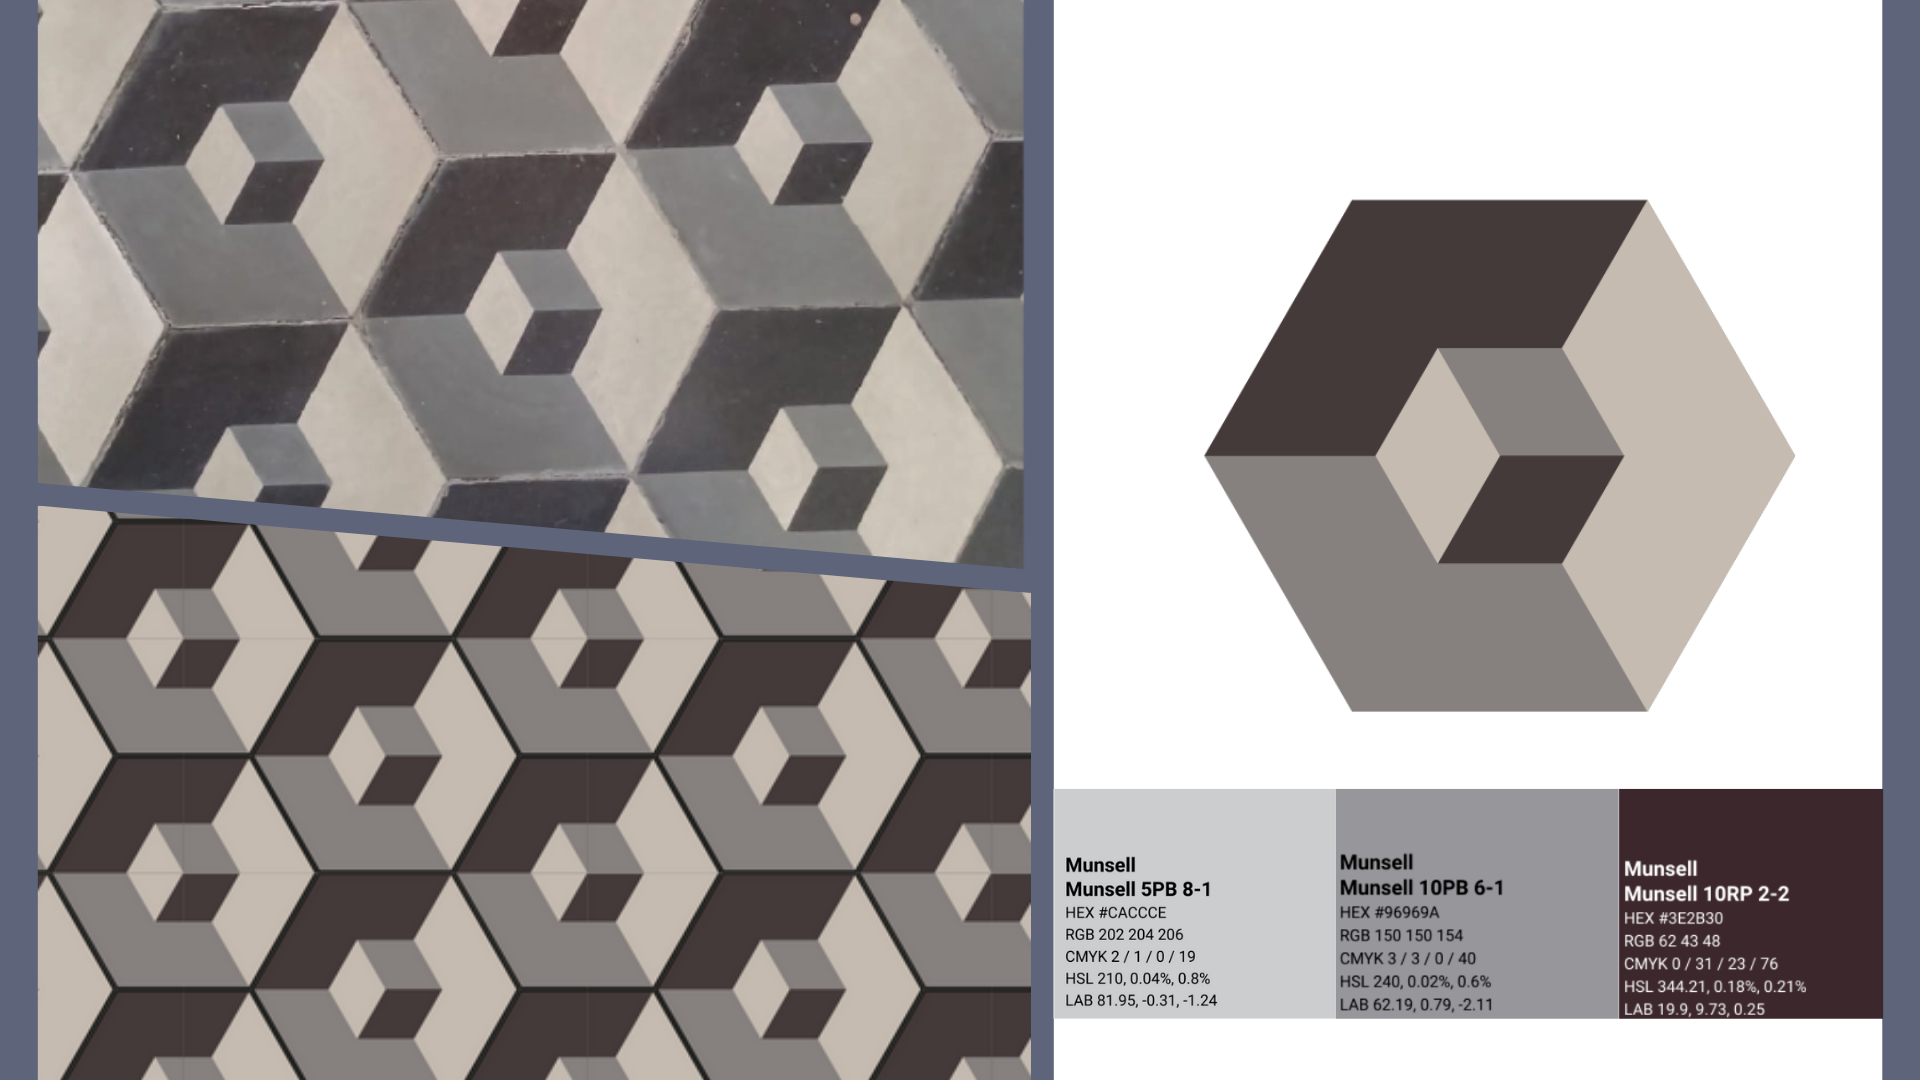 Munsell
Munsell 5PB 8-1
HEX #CACCCE
RGB 202 204 206
CMYK 2 / 1 / 0 / 19
HSL 210, 0.04%, 0.8%
LAB 81.95, -0.31, -1.24
Munsell
Munsell 10PB 6-1
HEX #96969A
RGB 150 150 154
CMYK 3 / 3 / 0 / 40
HSL 240, 0.02%, 0.6%
LAB 62.19, 0.79, -2.11
Munsell
Munsell 10RP 2-2
HEX #3E2B30
RGB 62 43 48
CMYK 0 / 31 / 23 / 76
HSL 344.21, 0.18%, 0.21%
LAB 19.9, 9.73, 0.25